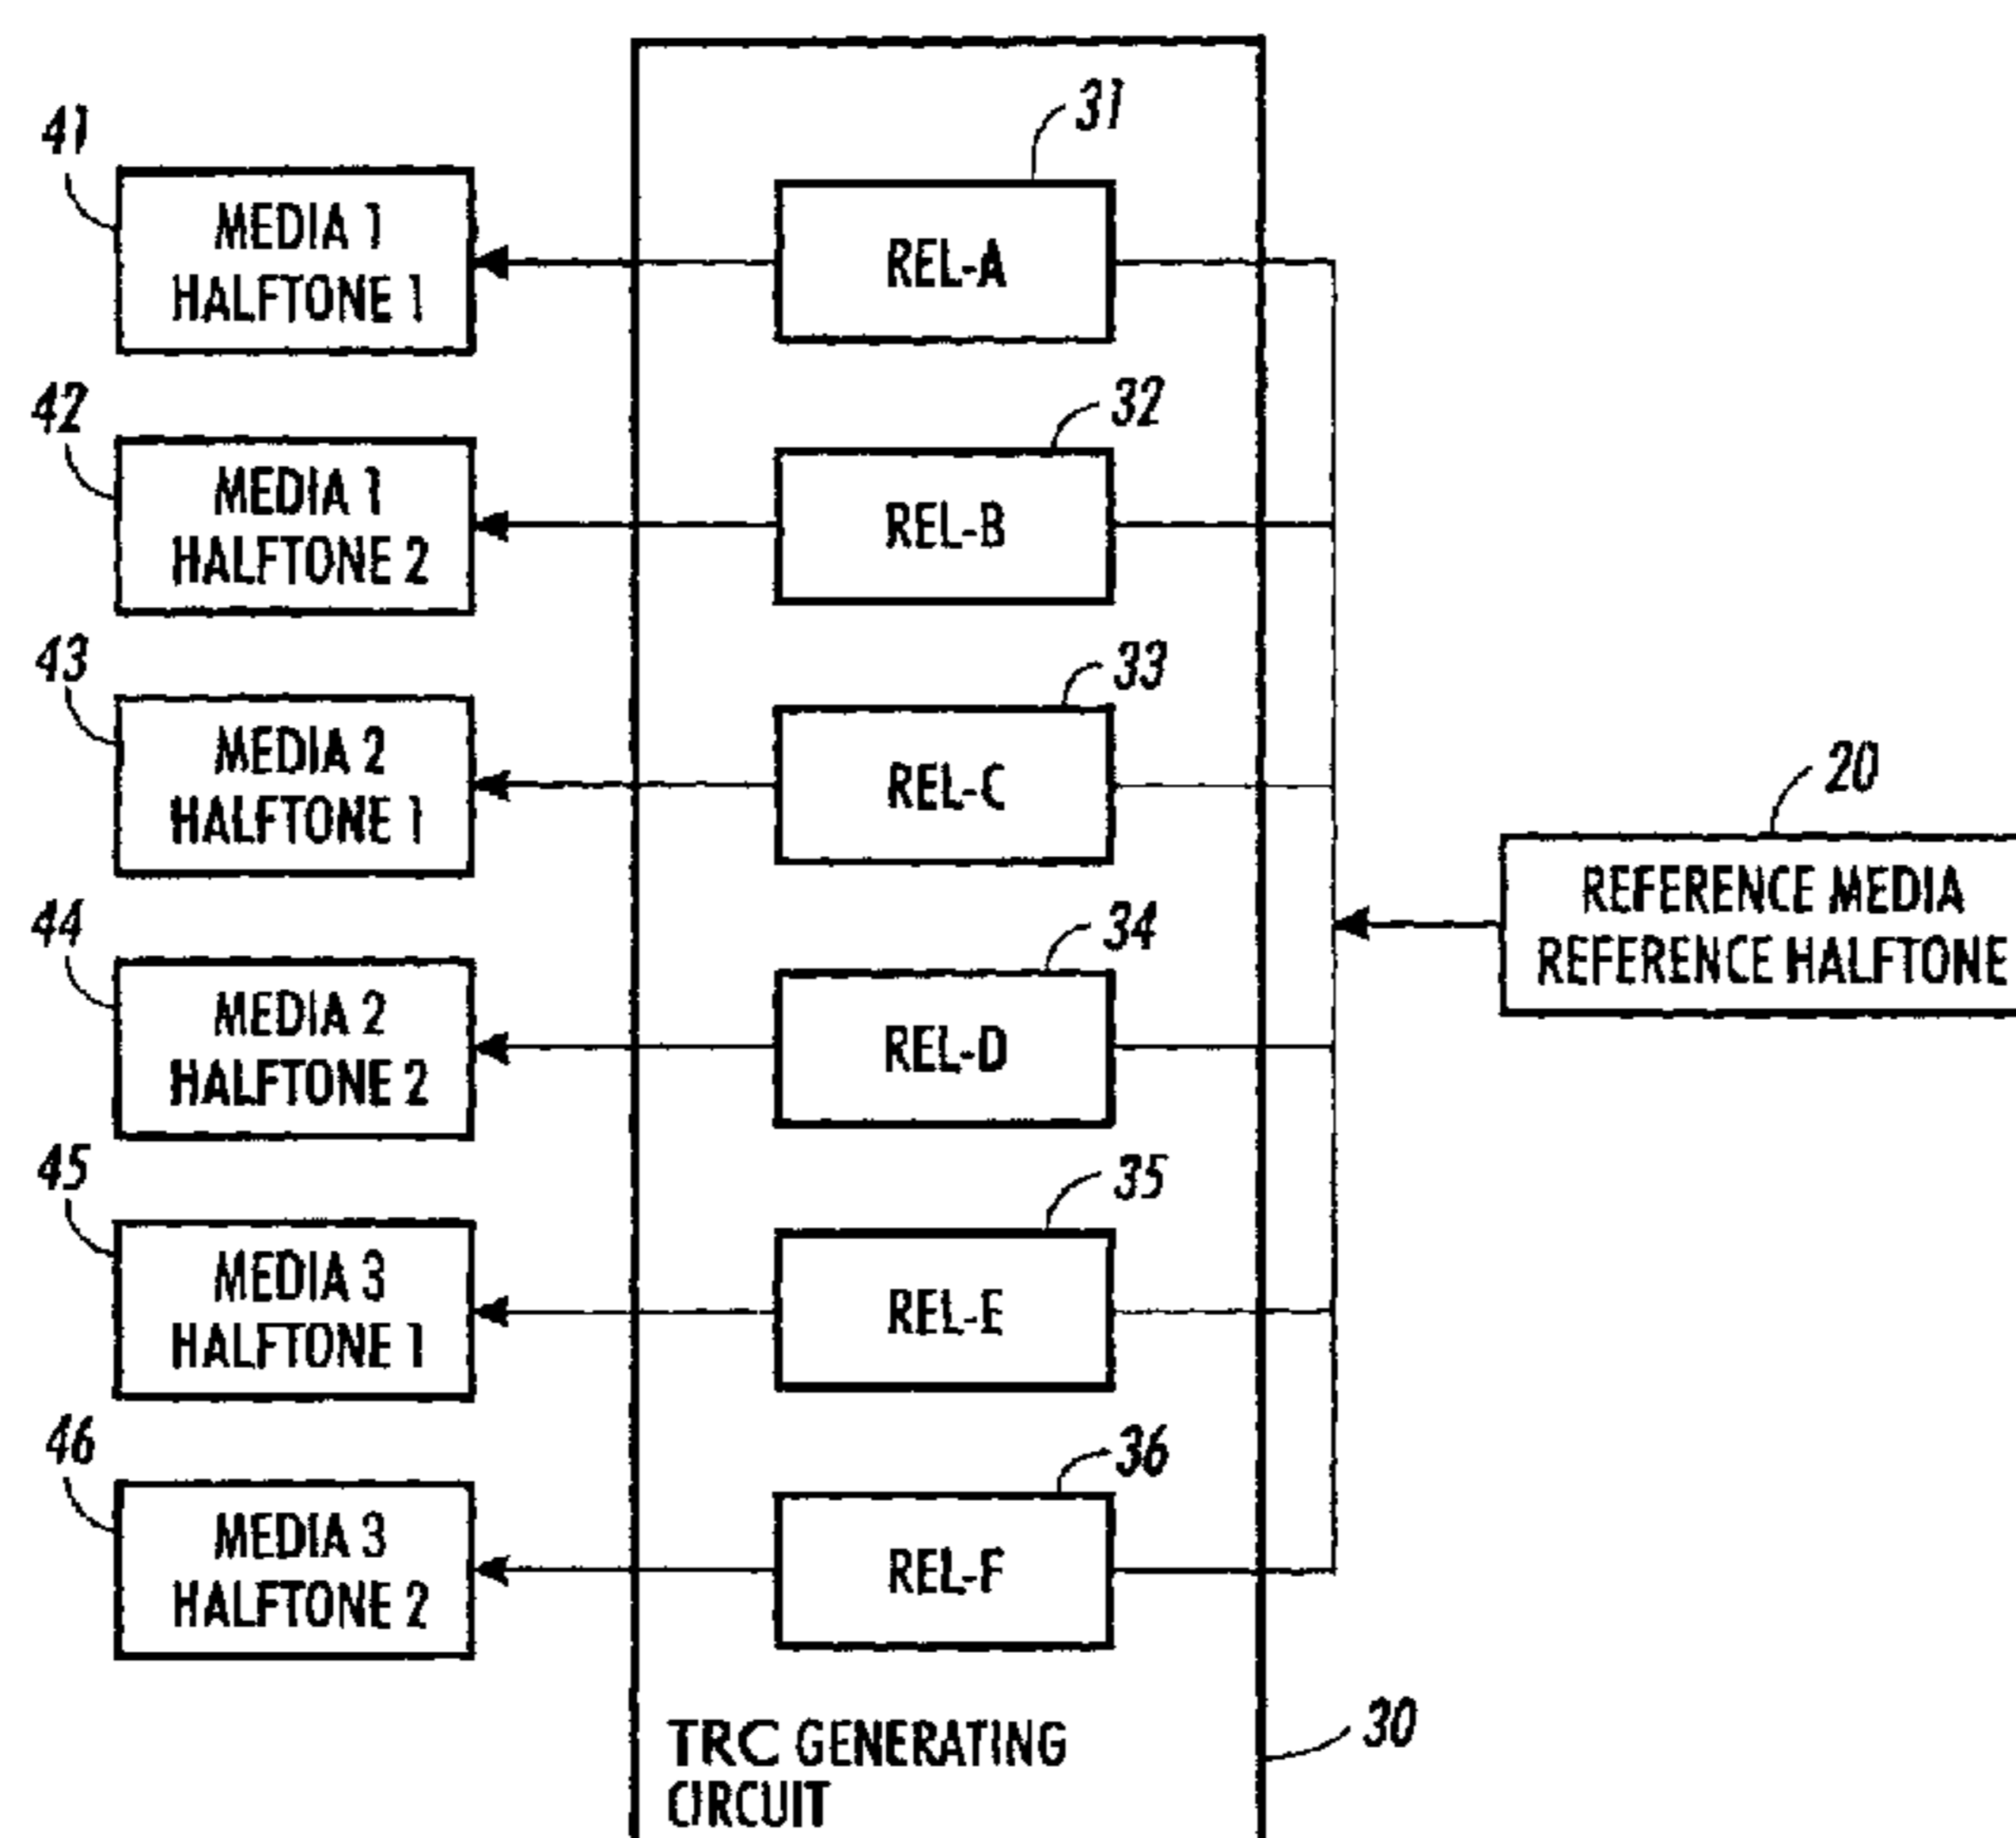 31
41
MEDIA 1
HALFTONE 1
REL-A
42
32
MEDIA 1
HALFTONE 2
REL-B
43
33
MEDIA 2
HALFTONE 1
REL-C
20
REFERENCE MEDIA
REFERENCE HALFTONE
44
34
MEDIA 2
HALFTONE 2
REL-D
45
35
MEDIA 3
HALFTONE 1
REL-E
46
36
MEDIA 3
HALFTONE 2
REL-F
30
TRC GENERATING
CIRCUIT